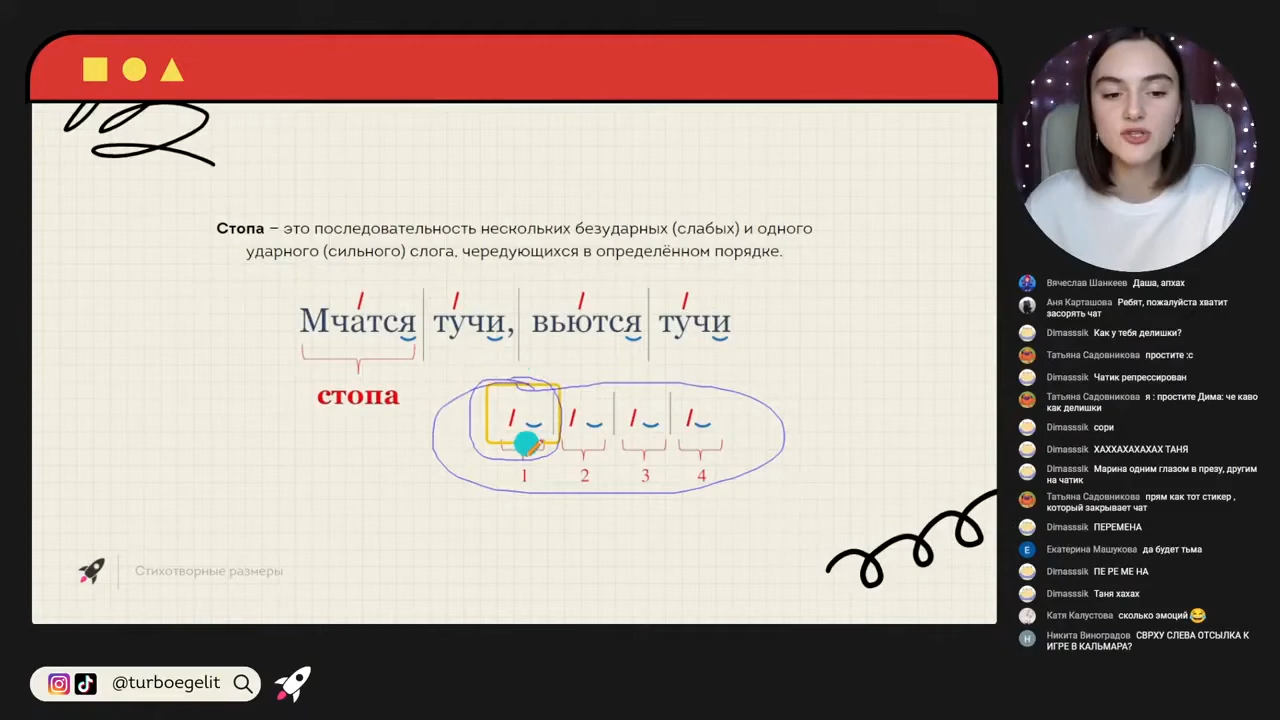 Стопа – это последовательность нескольких безударных (слабых) и одного
ударного (сильного) слога, чередующихся в определённом порядке.
Мчатся тучи, вьются тучи
стопа
1 2 3 4
Стихотворные размеры
@turboegelit
Вячеслав Шанкеев Даша, апхах
Аня Карташова Ребят, пожалуйста хватит
засорять чат
Dimasssik Как у тебя делишки?
Татьяна Садовникова простите :с
Dimasssik Чатик репрессирован
Татьяна Садовникова я : простите Дима: че каво
как делишки
Dimasssik сори
Dimasssik ХАХХАХАХАХАХ ТАНЯ
Dimasssik Марина одним глазом в презу, другим
на чатик
Татьяна Садовникова прям как тот стикер ,
который закрывает чат
Dimasssik ПЕРЕМЕНА
Е Екатерина Машукова да будет тьма
Dimasssik ПЕ РЕ МЕ НА
Dimasssik Таня хахах
Катя Калустова сколько эмоций 😂
Н Никита Виноградов СВРХУ СЛЕВА ОТСЫЛКА К
ИГРЕ В КАЛЬМАРА?